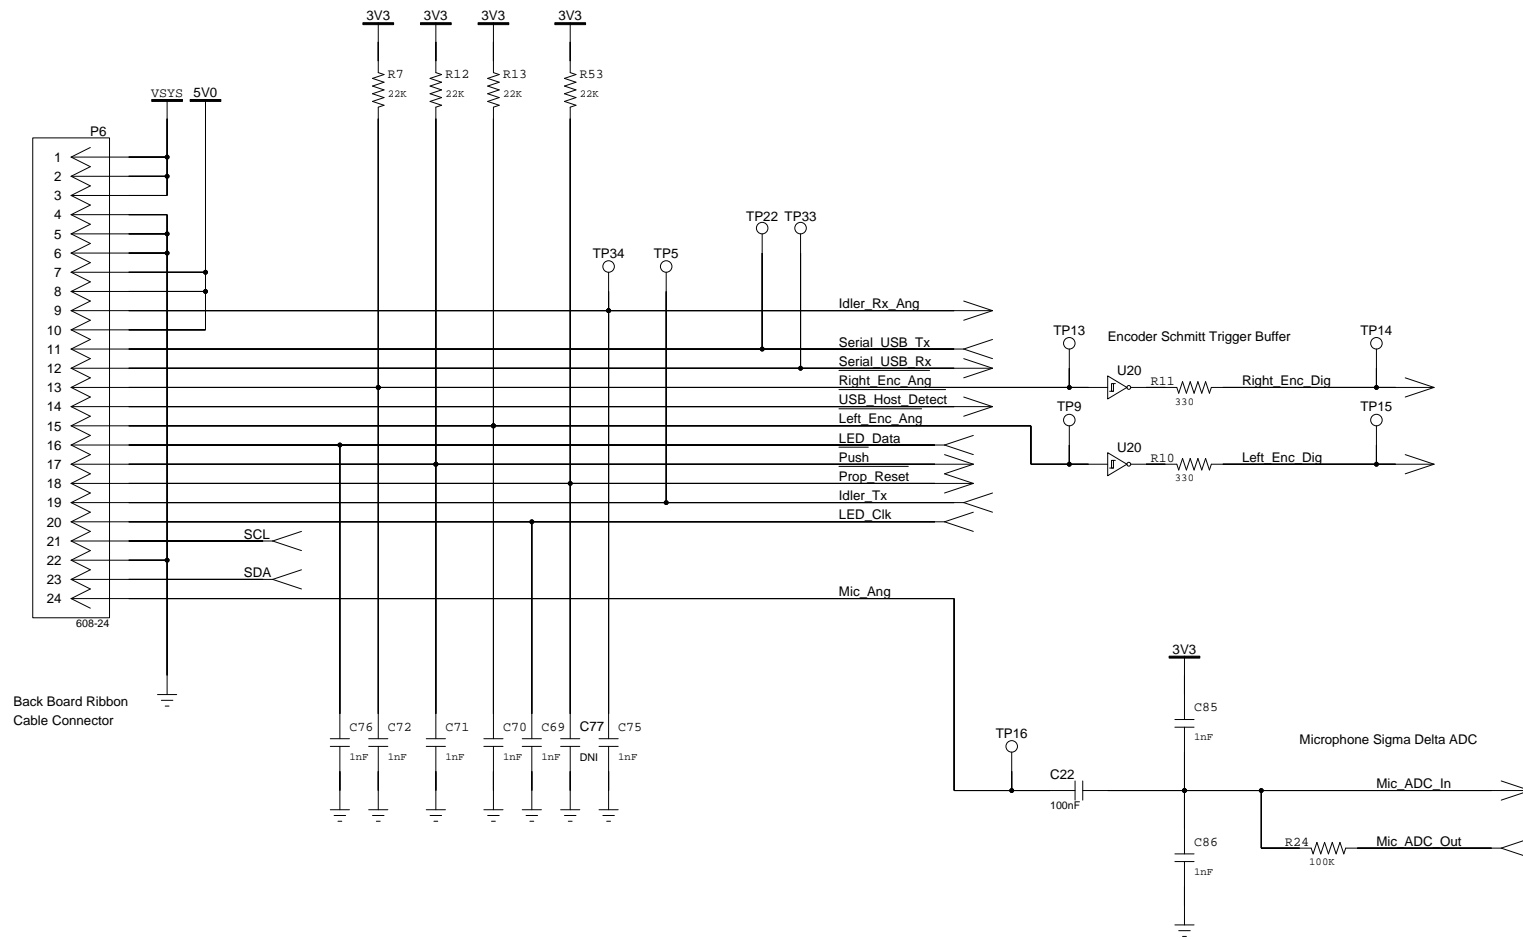 3V3 3V3 3V3 3V3
R7 R12 R13 R53
22K 22K 22K 22K
VSYS 5V0
P6
1
2
3
4
5
6
7
8
9
10
11
12
13
14
15
16
17
18
19
20
21
22
23
24
608-24
Back Board Ribbon
Cable Connector
TP22 TP33
TP34 TP5
Idler_Rx_Ang
Serial_USB_Tx
Serial_USB_Rx
Right_Enc_Ang
USB_Host_Detect
Left_Enc_Ang
LED_Data
Push
Prop_Reset
Idler_Tx
LED_Clk
SCL
SDA
Mic_Ang
TP13 Encoder Schmitt Trigger Buffer TP14
U20 R11 Right_Enc_Dig
330
TP9 TP15
U20 R10 Left_Enc_Dig
330
C76 C72 C71 C70 C69 C77 C75
1nF 1nF 1nF 1nF 1nF DNI 1nF
3V3
C85
1nF
TP16 Microphone Sigma Delta ADC
C22 Mic_ADC_In
100nF
C86 R24 Mic_ADC_Out
1nF 100K